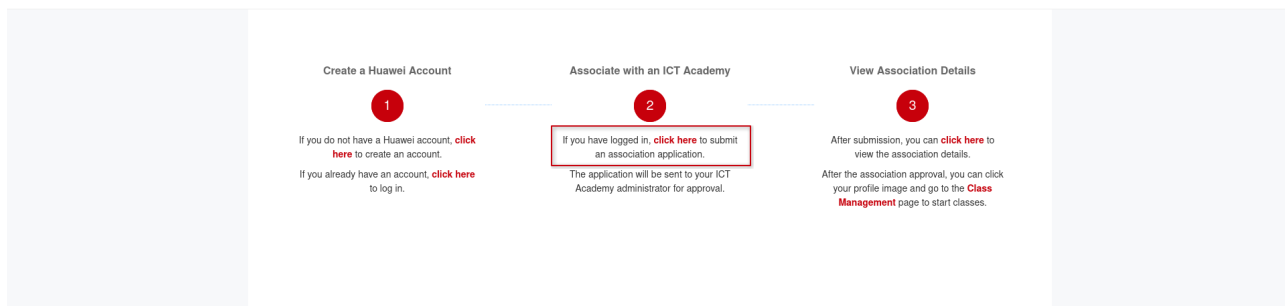 Create a Huawei Account
1
If you do not have a Huawei account, click
here to create an account.
If you already have an account, click here
to log in.
Associate with an ICT Academy
2
If you have logged in, click here to submit
an association application.
The application will be sent to your ICT
Academy administrator for approval.
View Association Details
3
After submission, you can click here to
view the association details.
After the association approval, you can click
your profile image and go to the Class
Management page to start classes.